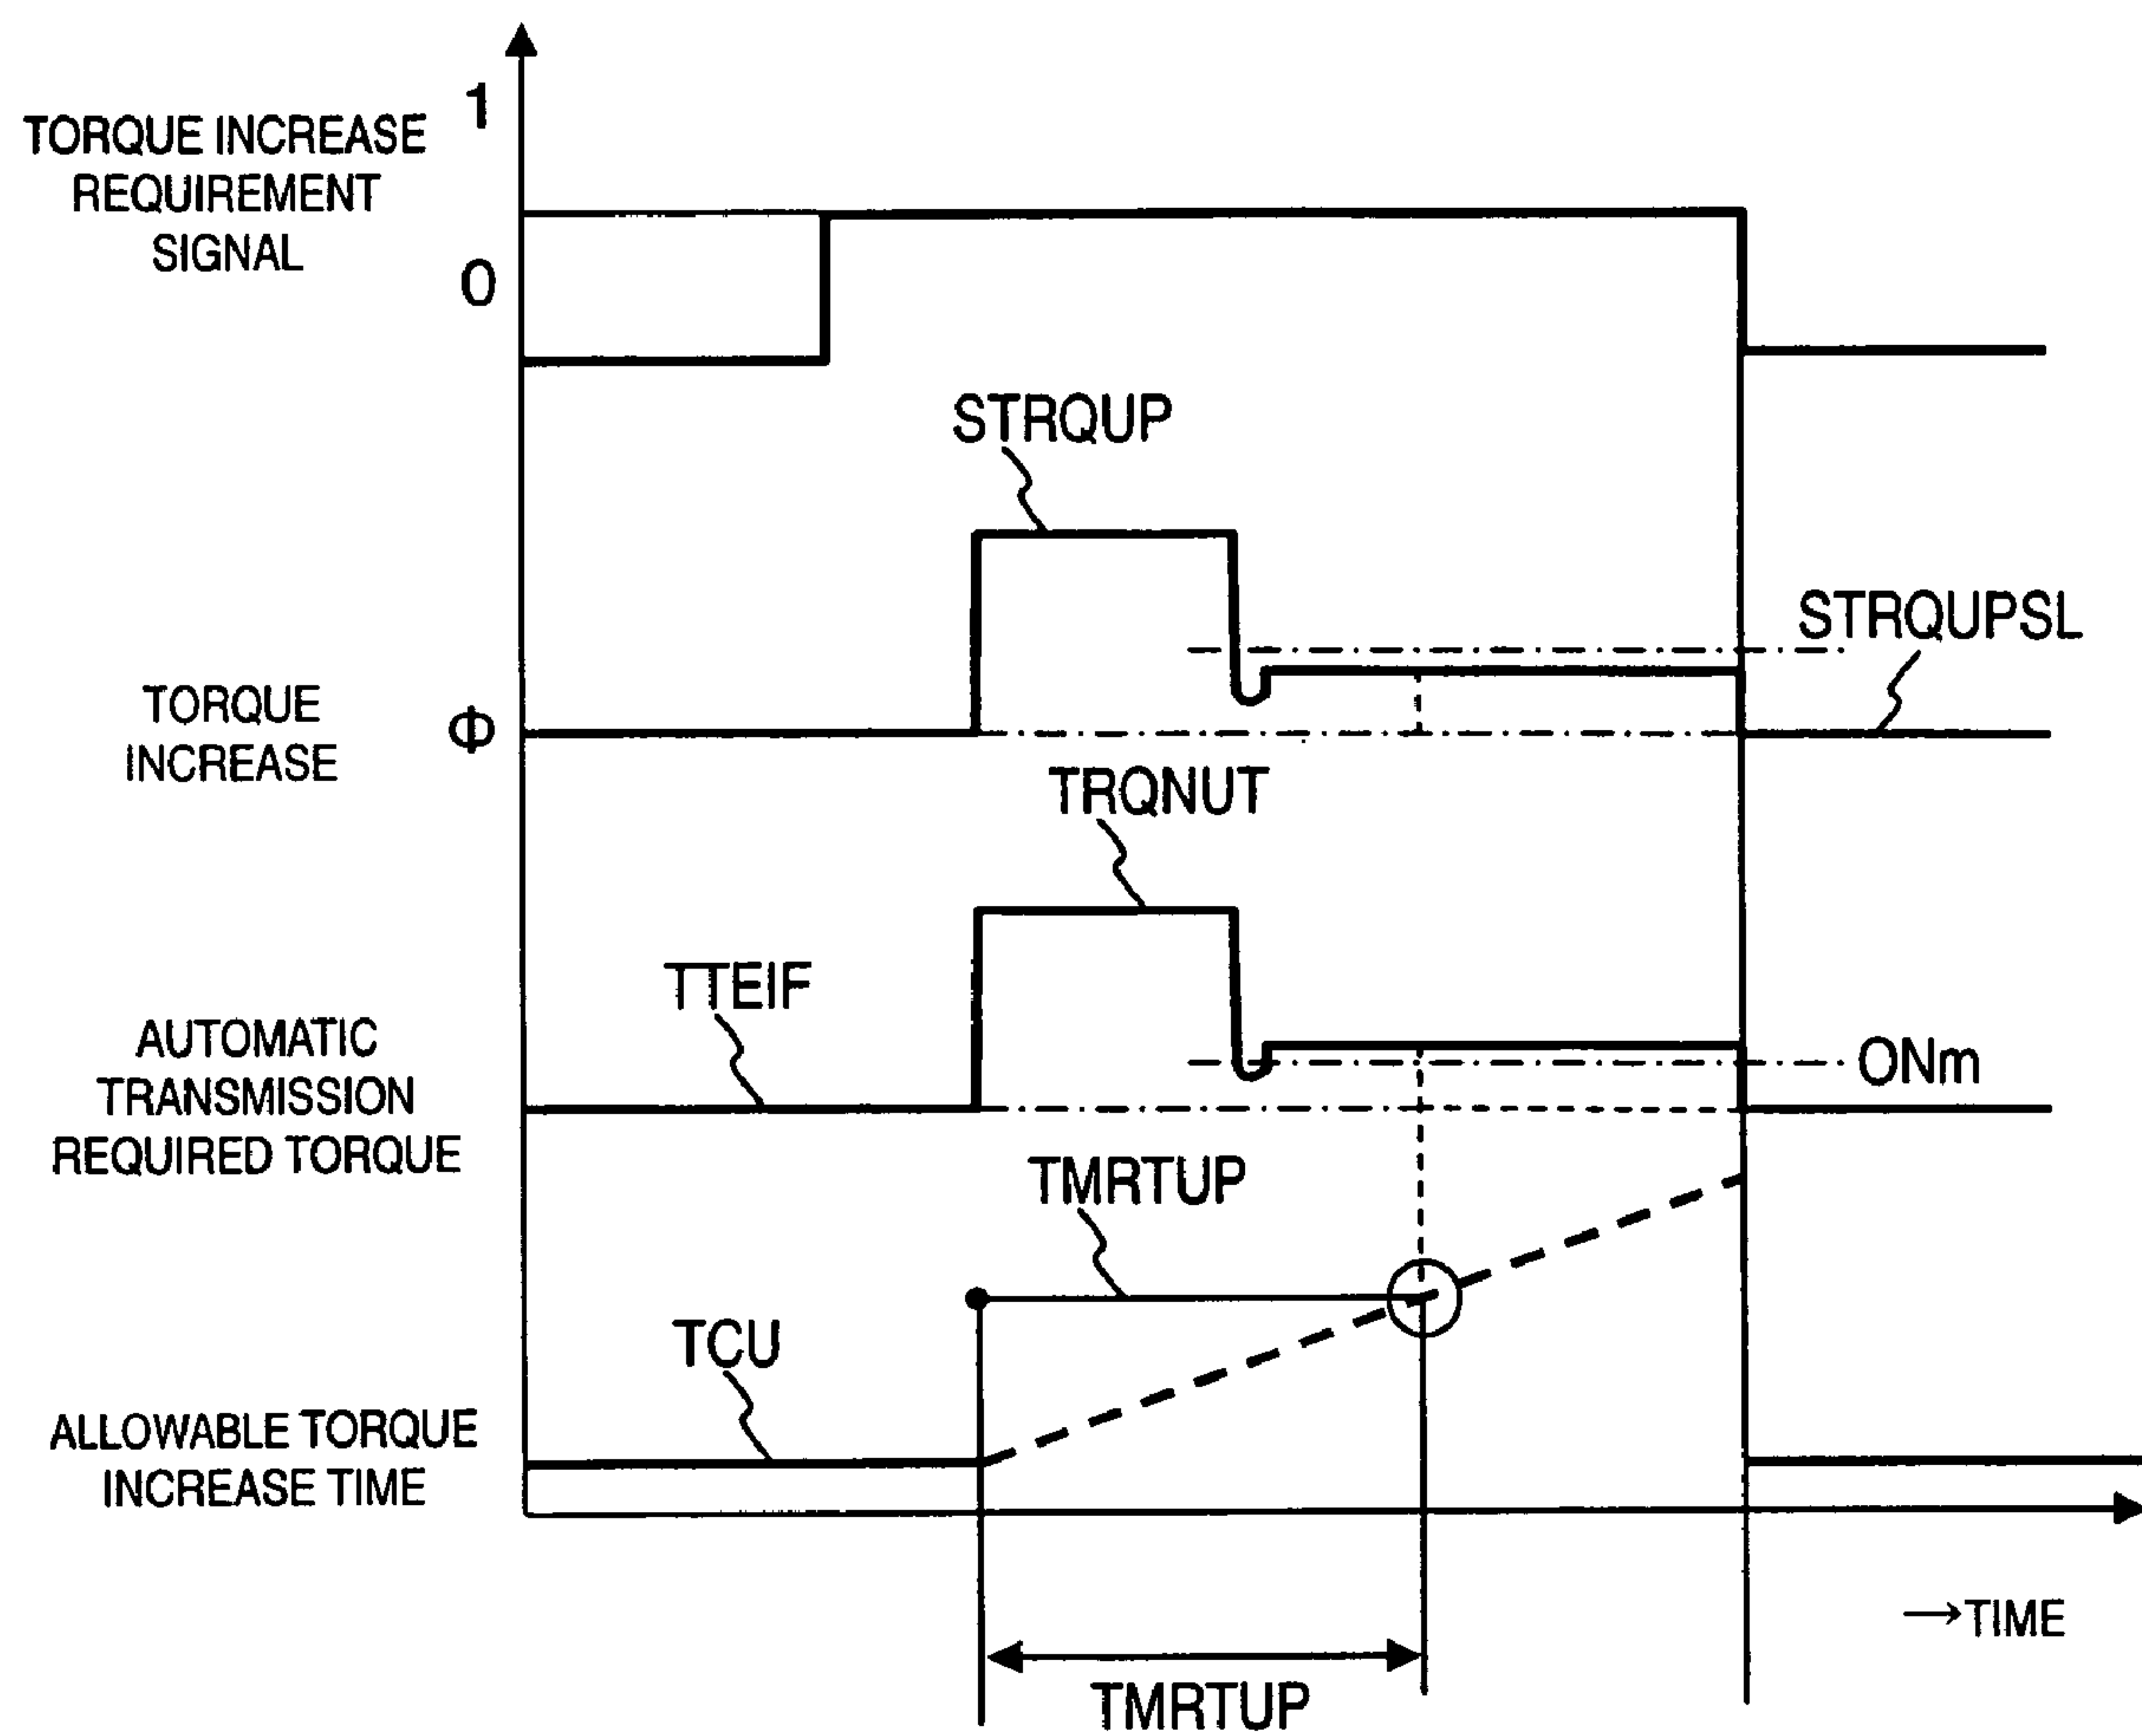 1
TORQUE INCREASE
REQUIREMENT
SIGNAL
0
STRQUP
STRQUPSL
TORQUE
INCREASE
Φ
TRQNUT
TTEIF
AUTOMATIC
TRANSMISSION
REQUIRED TORQUE
ONm
TMRTUP
TCU
ALLOWABLE TORQUE
INCREASE TIME
→TIME
TMRTUP